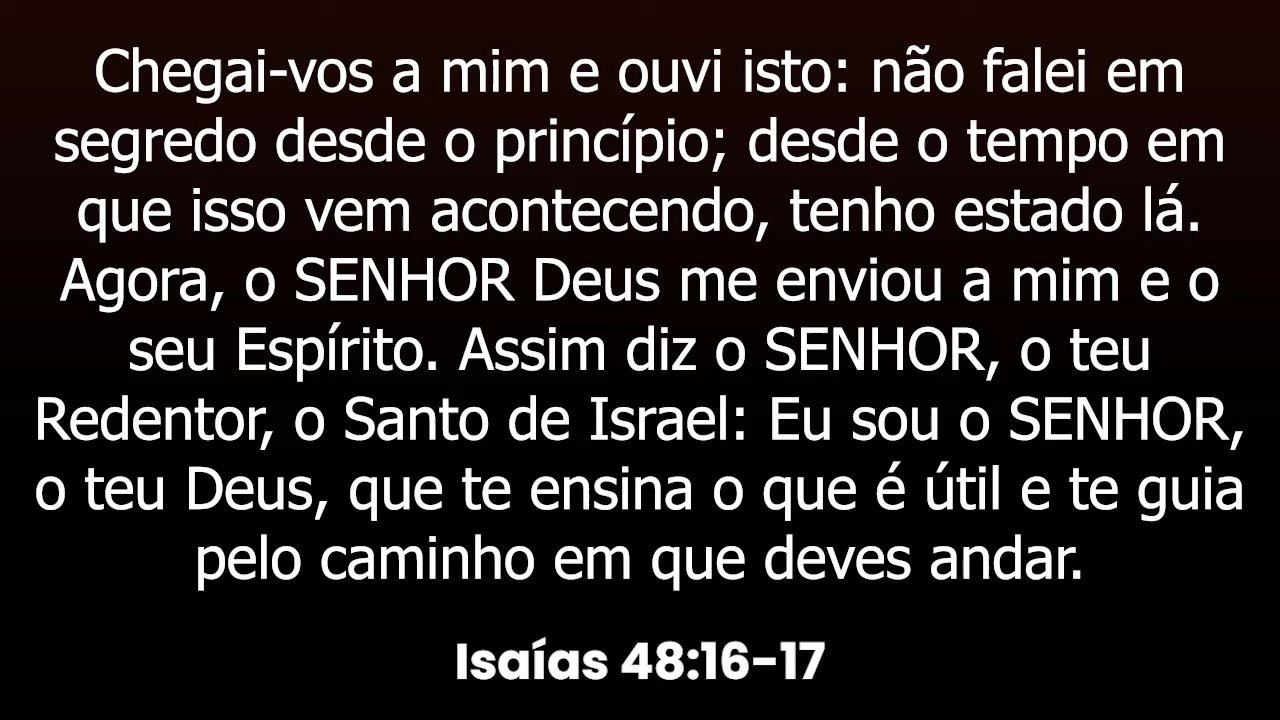 Chegai-vos a mim e ouvi isto: não falei em
segredo desde o princípio; desde o tempo em
que isso vem acontecendo, tenho estado lá.
Agora, o SENHOR Deus me enviou a mim e o
seu Espírito. Assim diz o SENHOR, o teu
Redentor, o Santo de Israel: Eu sou o SENHOR,
o teu Deus, que te ensina o que é útil e te guia
pelo caminho em que deves andar.
Isaías 48:16-17